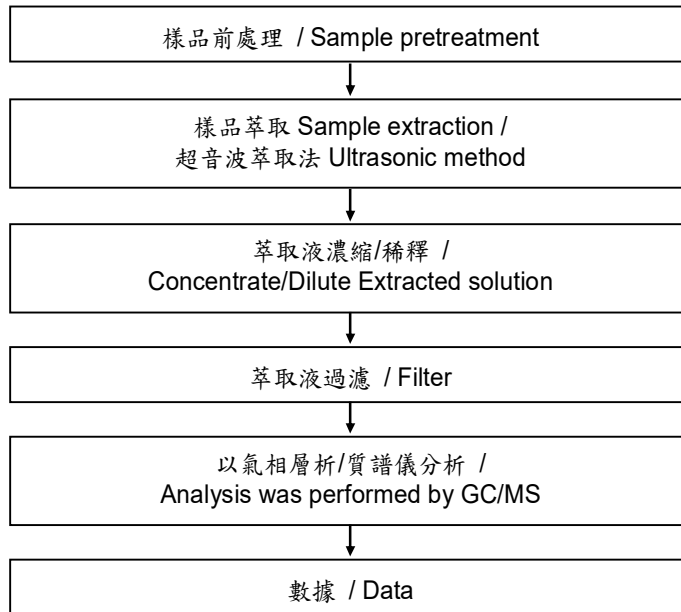 樣品前處理 / Sample pretreatment
樣品萃取 Sample extraction /
超音波萃取法 Ultrasonic method
萃取液濃縮/稀釋 /
Concentrate/Dilute Extracted solution
萃取液過濾 / Filter
以氣相層析/質譜儀分析 /
Analysis was performed by GC/MS
數據 / Data